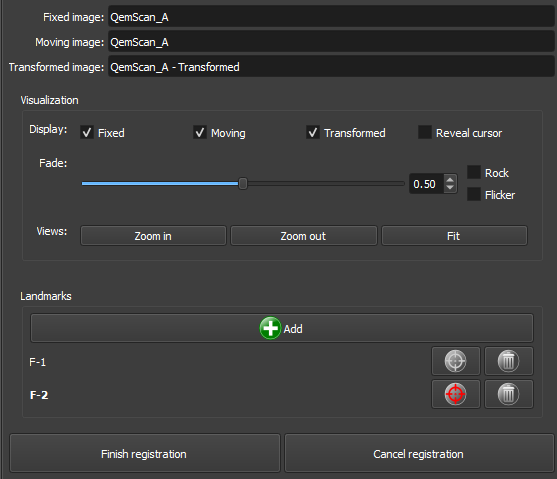 Fixed image: QemScan_A
Moving image: QemScan_A
Transformed image: QemScan_A - Transformed
Visualization
Display: Fixed Moving Transformed Reveal cursor
Fade: 0.50 Rock
Flicker
Views: Zoom in Zoom out Fit
Landmarks
Add
F-1
F-2
Finish registration Cancel registration